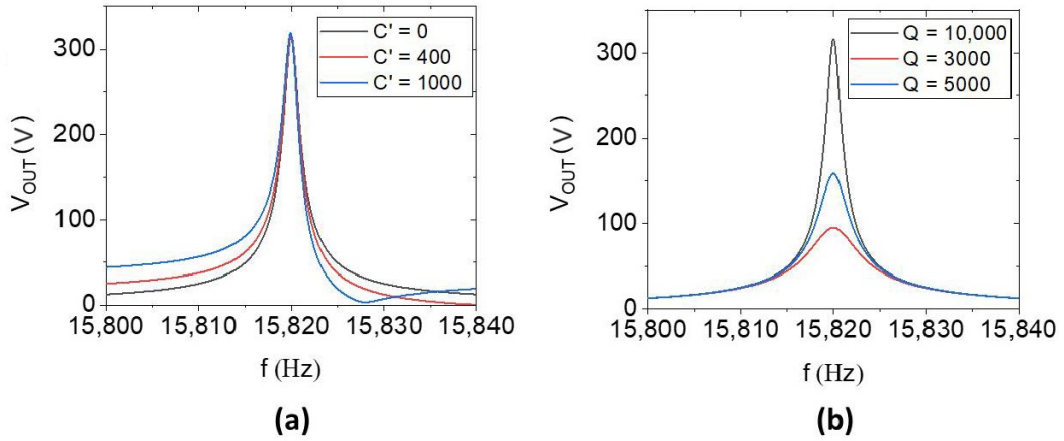 C' = 0
C' = 400
C' = 1000
V_OUT (V)
300
200
100
0
15,800 15,810 15,820 15,830 15,840
f (Hz)
(a)
Q = 10,000
Q = 3000
Q = 5000
V_OUT (V)
300
200
100
0
15,800 15,810 15,820 15,830 15,840
f (Hz)
(b)